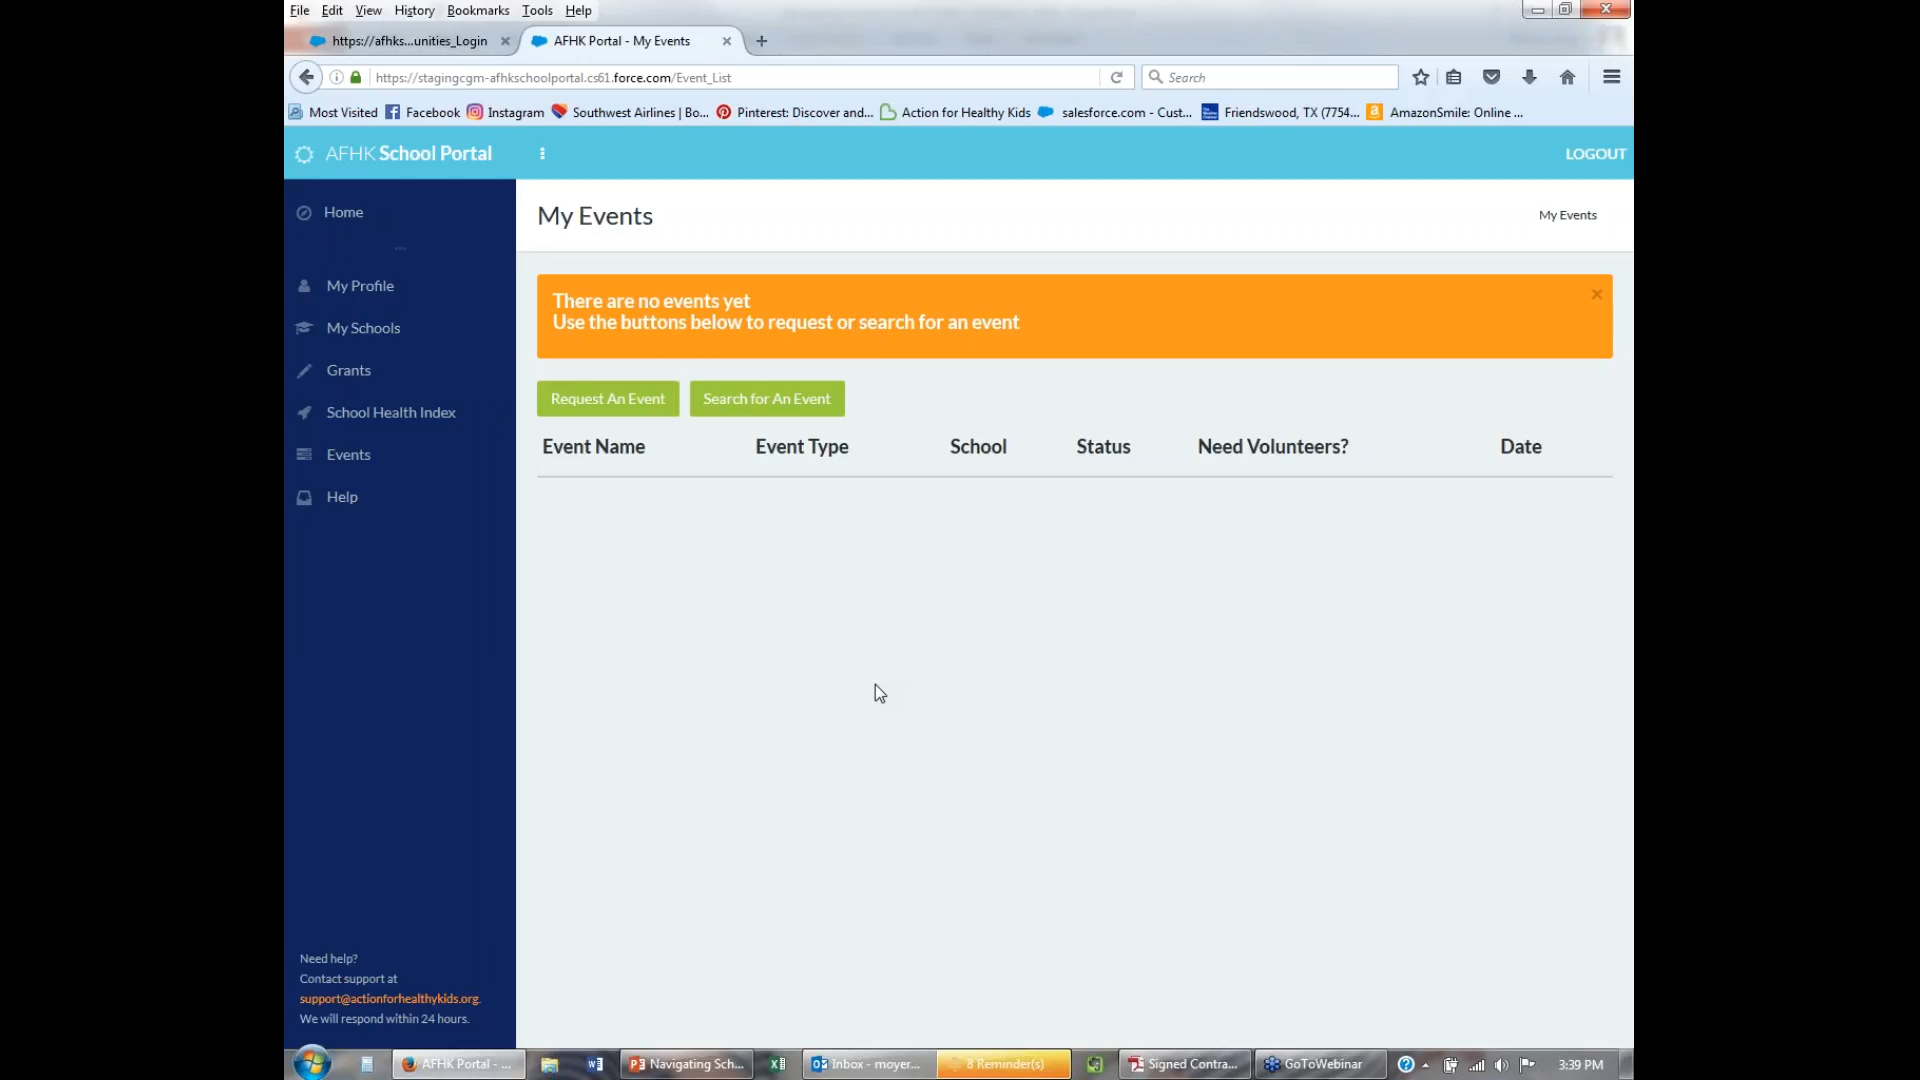 File Edit View History Bookmarks Tools Help
https://afhks...unities_Login AFHK Portal - My Events
https://stagingcgm-afhkschoolportal.cs61.force.com/Event_List Search
Most Visited Facebook Instagram Southwest Airlines | Bo... Pinterest: Discover and... Action for Healthy Kids salesforce.com - Cust... Friendswood, TX (7754... AmazonSmile: Online ...
AFHK School Portal LOGOUT
Home
My Profile
My Schools
Grants
School Health Index
Events
Help
My Events My Events
There are no events yet
Use the buttons below to request or search for an event
Request An Event Search for An Event
Event Name Event Type School Status Need Volunteers? Date
Need help?
Contact support at
support@actionforhealthykids.org.
We will respond within 24 hours.
AFHK Portal - ... Navigating Sch... Inbox - moyer... 8 Reminder(s) Signed Contra... GoToWebinar 3:39 PM